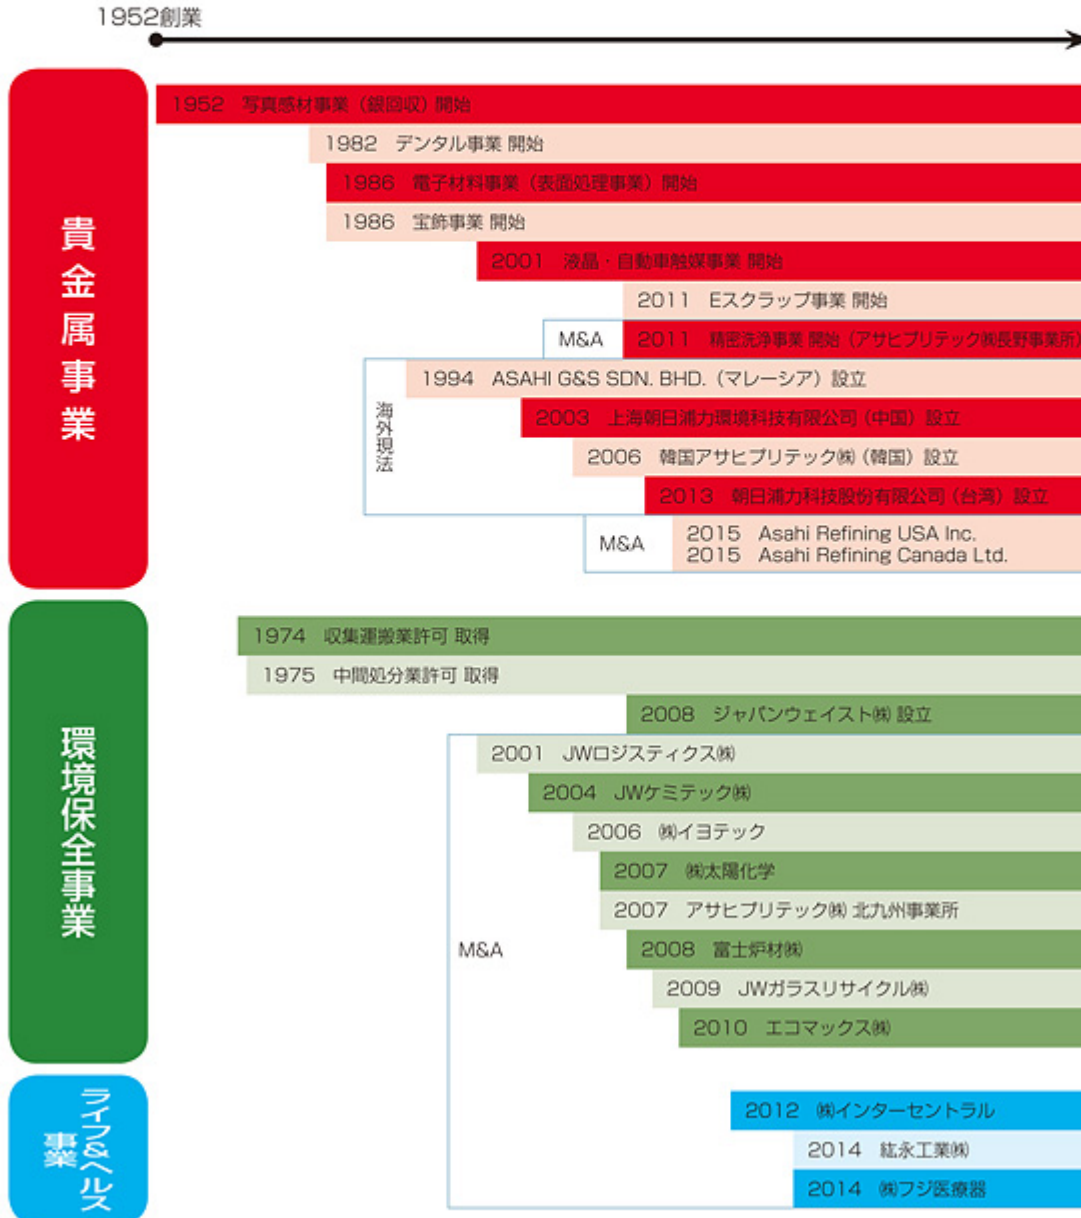 1952創業
貴金属事業
1952 写真感材事業（銀回収）開始
1982 デンタル事業 開始
1986 電子材料事業（表面処理事業）開始
1986 宝飾事業 開始
2001 液晶・自動車触媒事業 開始
2011 Eスクラップ事業 開始
M&A
2011 精密洗浄事業 開始（アサヒプリテック㈱長野事業所）
海外現法
1994 ASAHI G&S SDN. BHD.（マレーシア）設立
2003 上海朝日浦力環境科技有限公司（中国）設立
2006 韓国アサヒプリテック㈱（韓国）設立
2013 朝日浦力科技股份有限公司（台湾）設立
M&A
2015 Asahi Refining USA Inc.
2015 Asahi Refining Canada Ltd.
環境保全事業
1974 収集運搬業許可 取得
1975 中間処分業許可 取得
2008 ジャパンウェイスト㈱ 設立
M&A
2001 JWロジスティクス㈱
2004 JWケミテック㈱
2006 ㈱イヨテック
2007 ㈱太陽化学
2007 アサヒプリテック㈱ 北九州事業所
2008 富士炉材㈱
2009 JWガラスリサイクル㈱
2010 エコマックス㈱
ライフ&ヘルス
事業
2012 ㈱インターセントラル
2014 紘永工業㈱
2014 ㈱フジ医療器